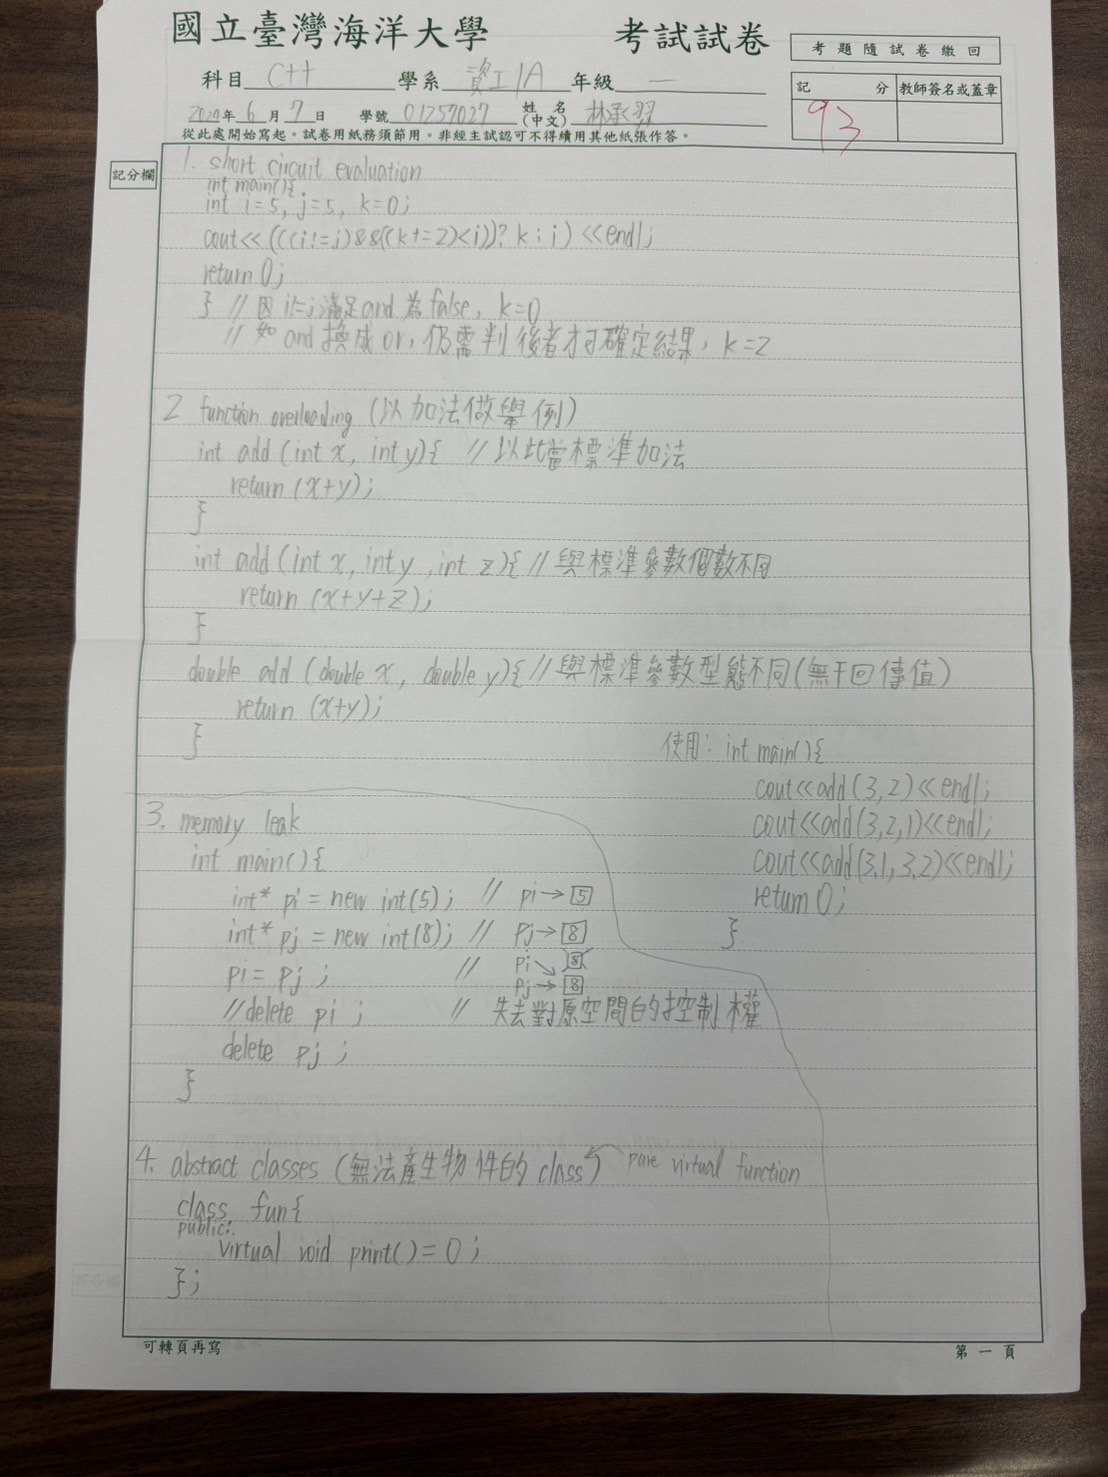 國立臺灣海洋大學 考試試卷
考題隨試卷繳回
科目 C++ 學系 資工1A 年級 一
記分 教師簽名或蓋章
2024年 6月 7日 學號 01257027 姓名(中文) 林承羿
93
從此處開始寫起。試卷用紙務須節用。非經主試認可不得續用其他紙張作答。
記分欄
1. short circuit evaluation
int main(){
int i=5, j=5, k=0;
cout<<(((i!=j)&&((k+=2)<i))? k : i) <<endl;
return 0;
} // 因 i!=j 滿足 and 為 false, k=0
// 如 and 換成 or, 仍需判後者才可確定結果, k=2
2 function overloading (以加法做舉例)
int add (int x, int y){ // 以此當標準加法
return (x+y);
}
int add (int x, int y, int z){ // 與標準參數個數不同
return (x+y+z);
}
double add (double x, double y){ // 與標準參數型態不同(無干回傳值)
return (x+y);
}
使用: int main(){
cout<<add(3,2)<<endl;
cout<<add(3,2,1)<<endl;
cout<<add(3.1, 3.2)<<endl;
return 0;
}
3. memory leak
int main(){
int* pi = new int(5); // pi→5
int* pj = new int(8); // pj→8
pi = pj ; // pi
pj→8
//delete pi ; // 失去對原空間的控制權
delete pj ;
}
4. abstract classes (無法產生物件的 class) pure virtual function
class fun{
public:
virtual void print() = 0 ;
};
可轉頁再寫
第一頁